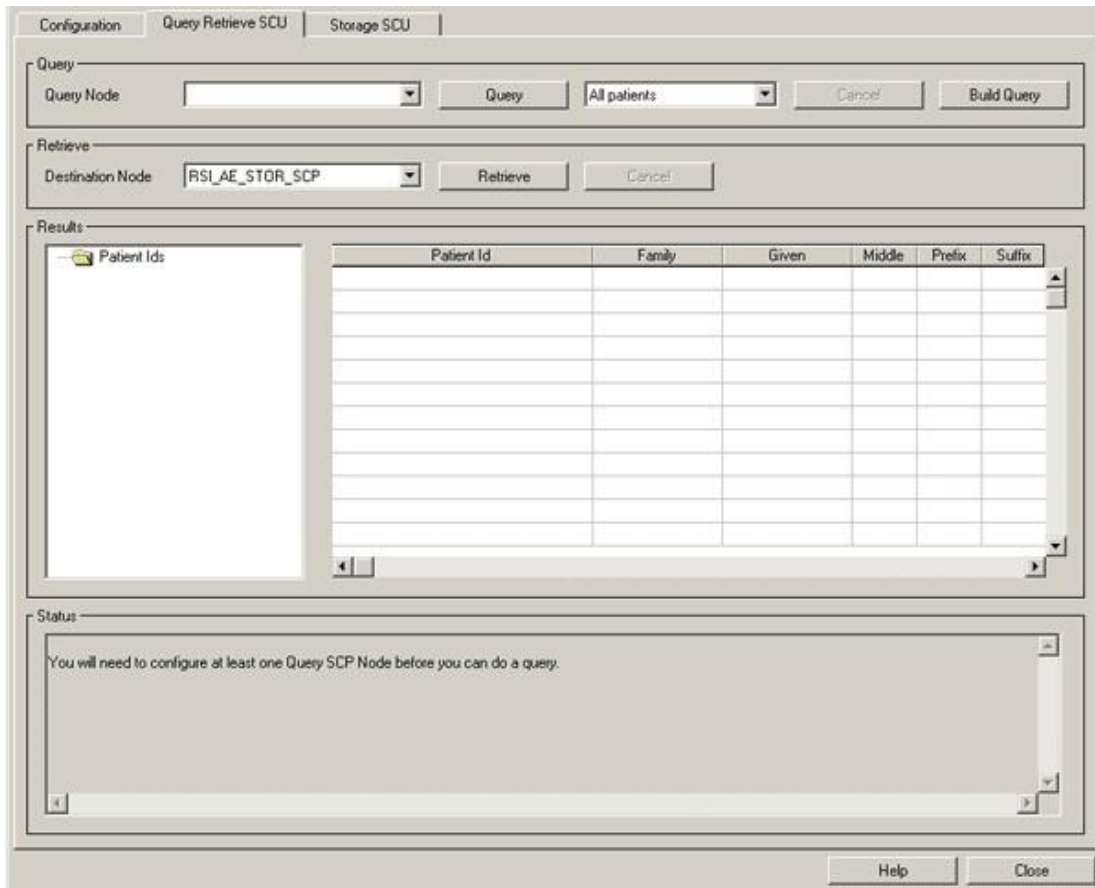 Configuration Query Retrieve SCU Storage SCU
Query
Query Node Query All patients Cancel Build Query
Retrieve
Destination Node RSI_AE_STOR_SCP Retrieve Cancel
Results
Patient Ids
Patient Id Family Given Middle Prefix Suffix
Status
You will need to configure at least one Query SCP Node before you can do a query.
Help Close